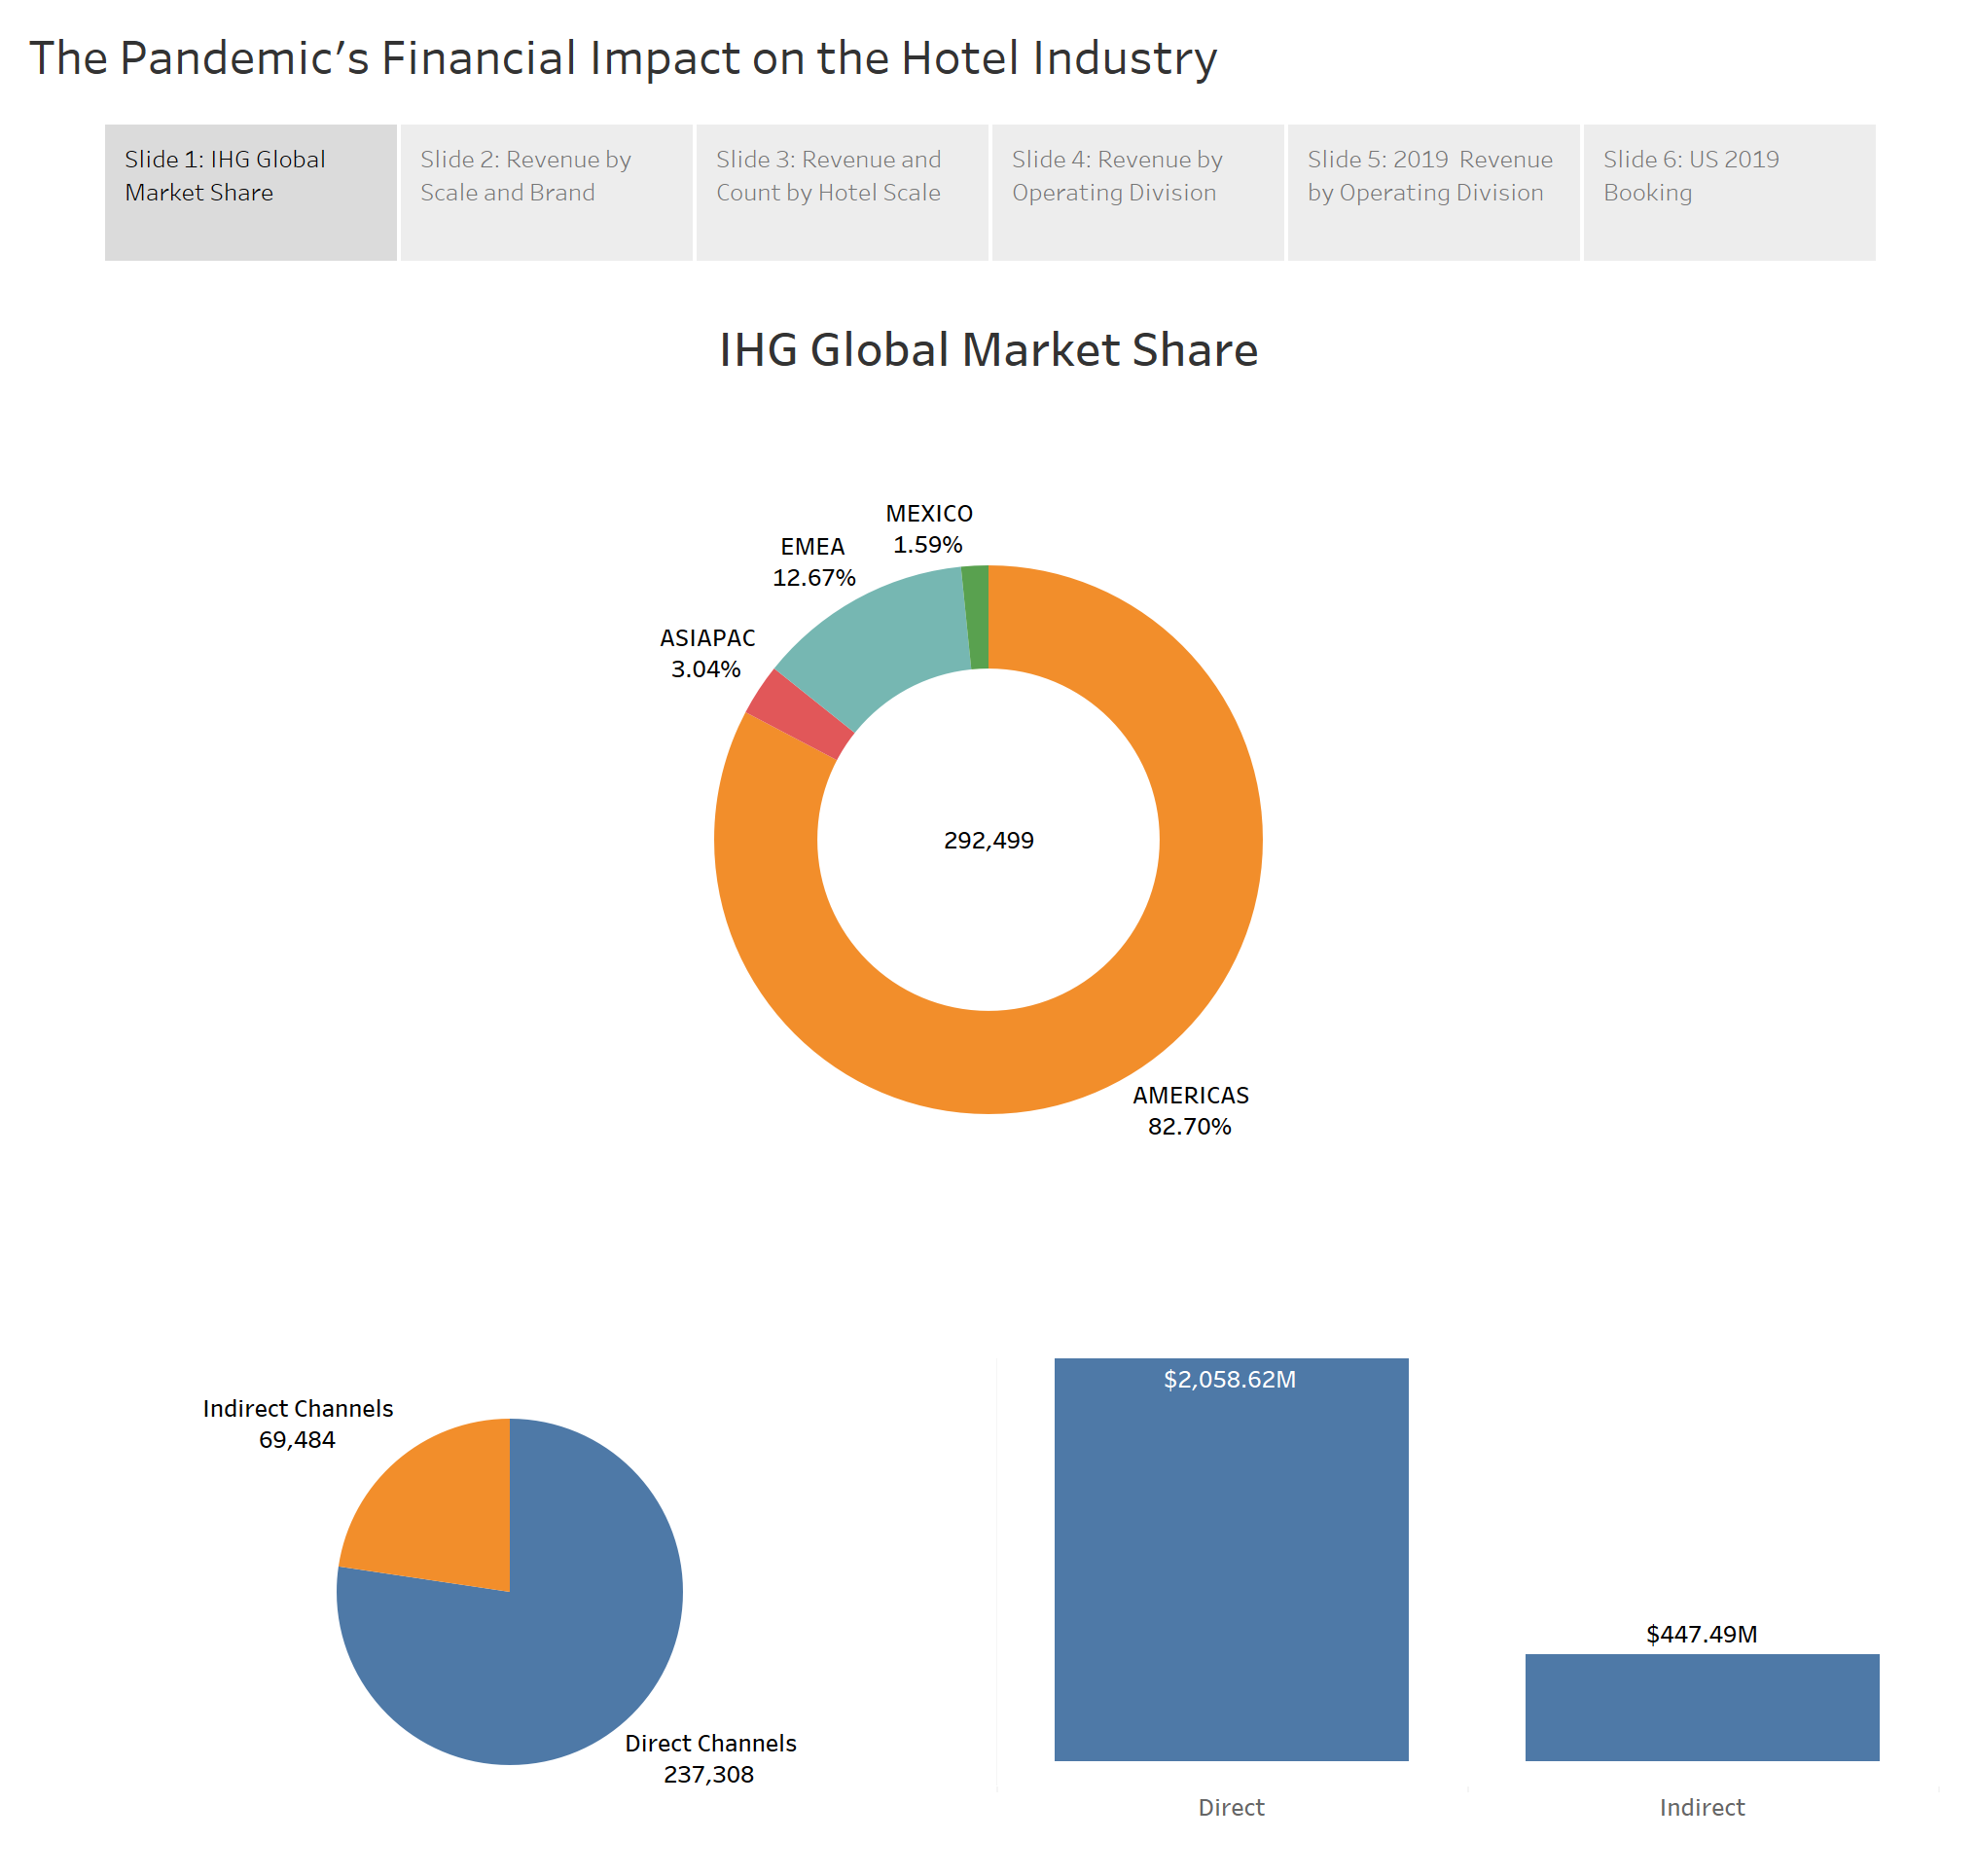 The Pandemic’s Financial Impact on the Hotel Industry
Slide 1: IHG Global
Market Share
Slide 2: Revenue by
Scale and Brand
Slide 3: Revenue and
Count by Hotel Scale
Slide 4: Revenue by
Operating Division
Slide 5: 2019  Revenue
by Operating Division
Slide 6: US 2019
Booking
IHG Global Market Share
MEXICO
1.59%
EMEA
12.67%
ASIAPAC
3.04%
292,499
AMERICAS
82.70%
Indirect Channels
69,484
Direct Channels
237,308
$2,058.62M
$447.49M
Direct
Indirect